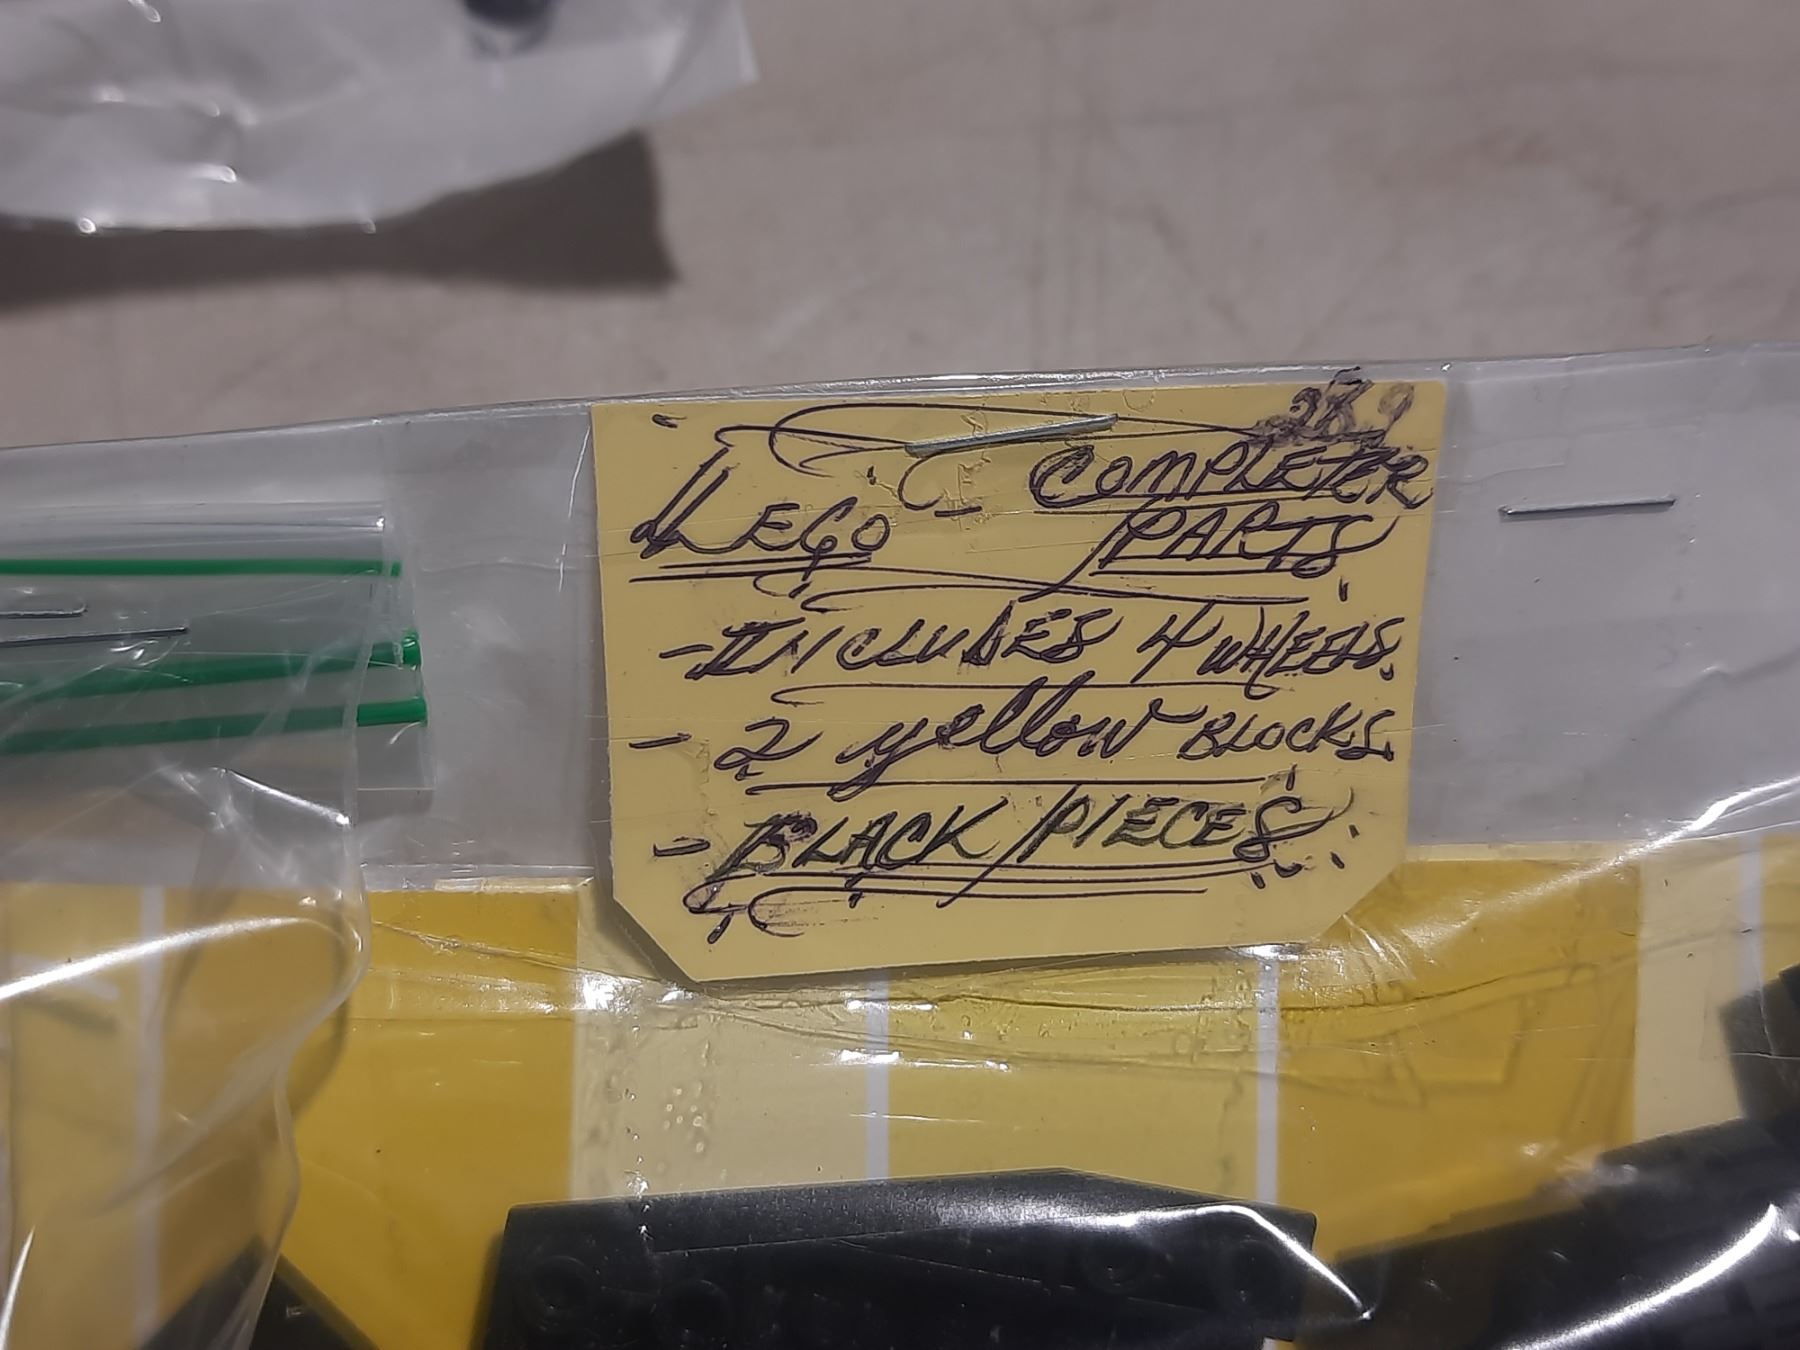 LEGO - COMPLETER
PARTS
- INCLUDES 4 WHEELS
- 2 yellow BLOCKS
- BLACK PIECES